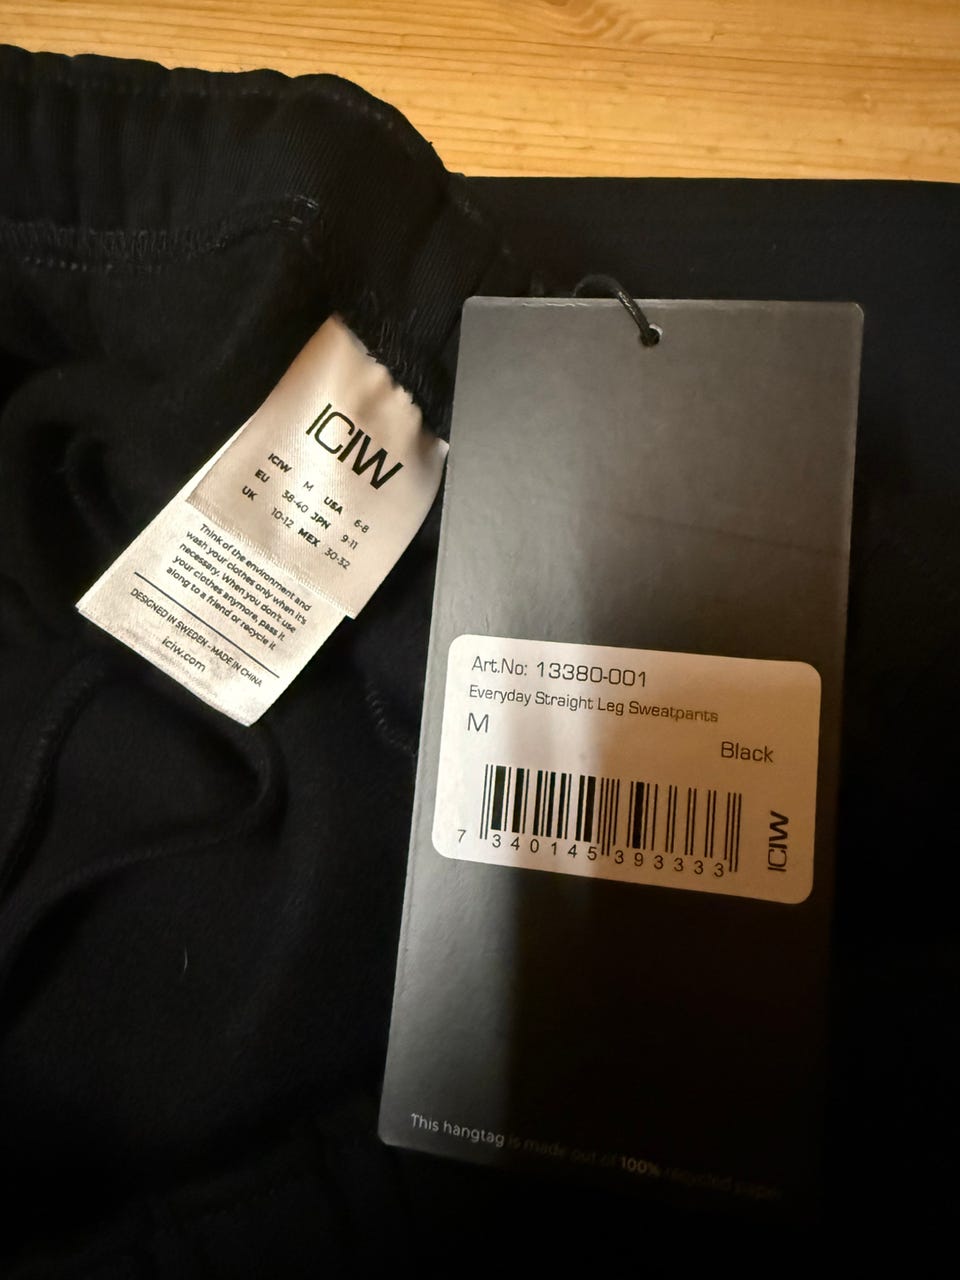 ICIW
ICIW M USA 6-8
EU 38-40 JPN 9-11
UK 10-12 MEX 30-32
Think of the environment and
wash your clothes only when it's
necessary. When you don't use
your clothes anymore, pass it
along to a friend or recycle it
DESIGNED IN SWEDEN - MADE IN CHINA
iciw.com
Art.No: 13380-001
Everyday Straight Leg Sweatpants
M
Black
7 340145 393333
ICIW
This hangtag is made out of 100% recycled paper